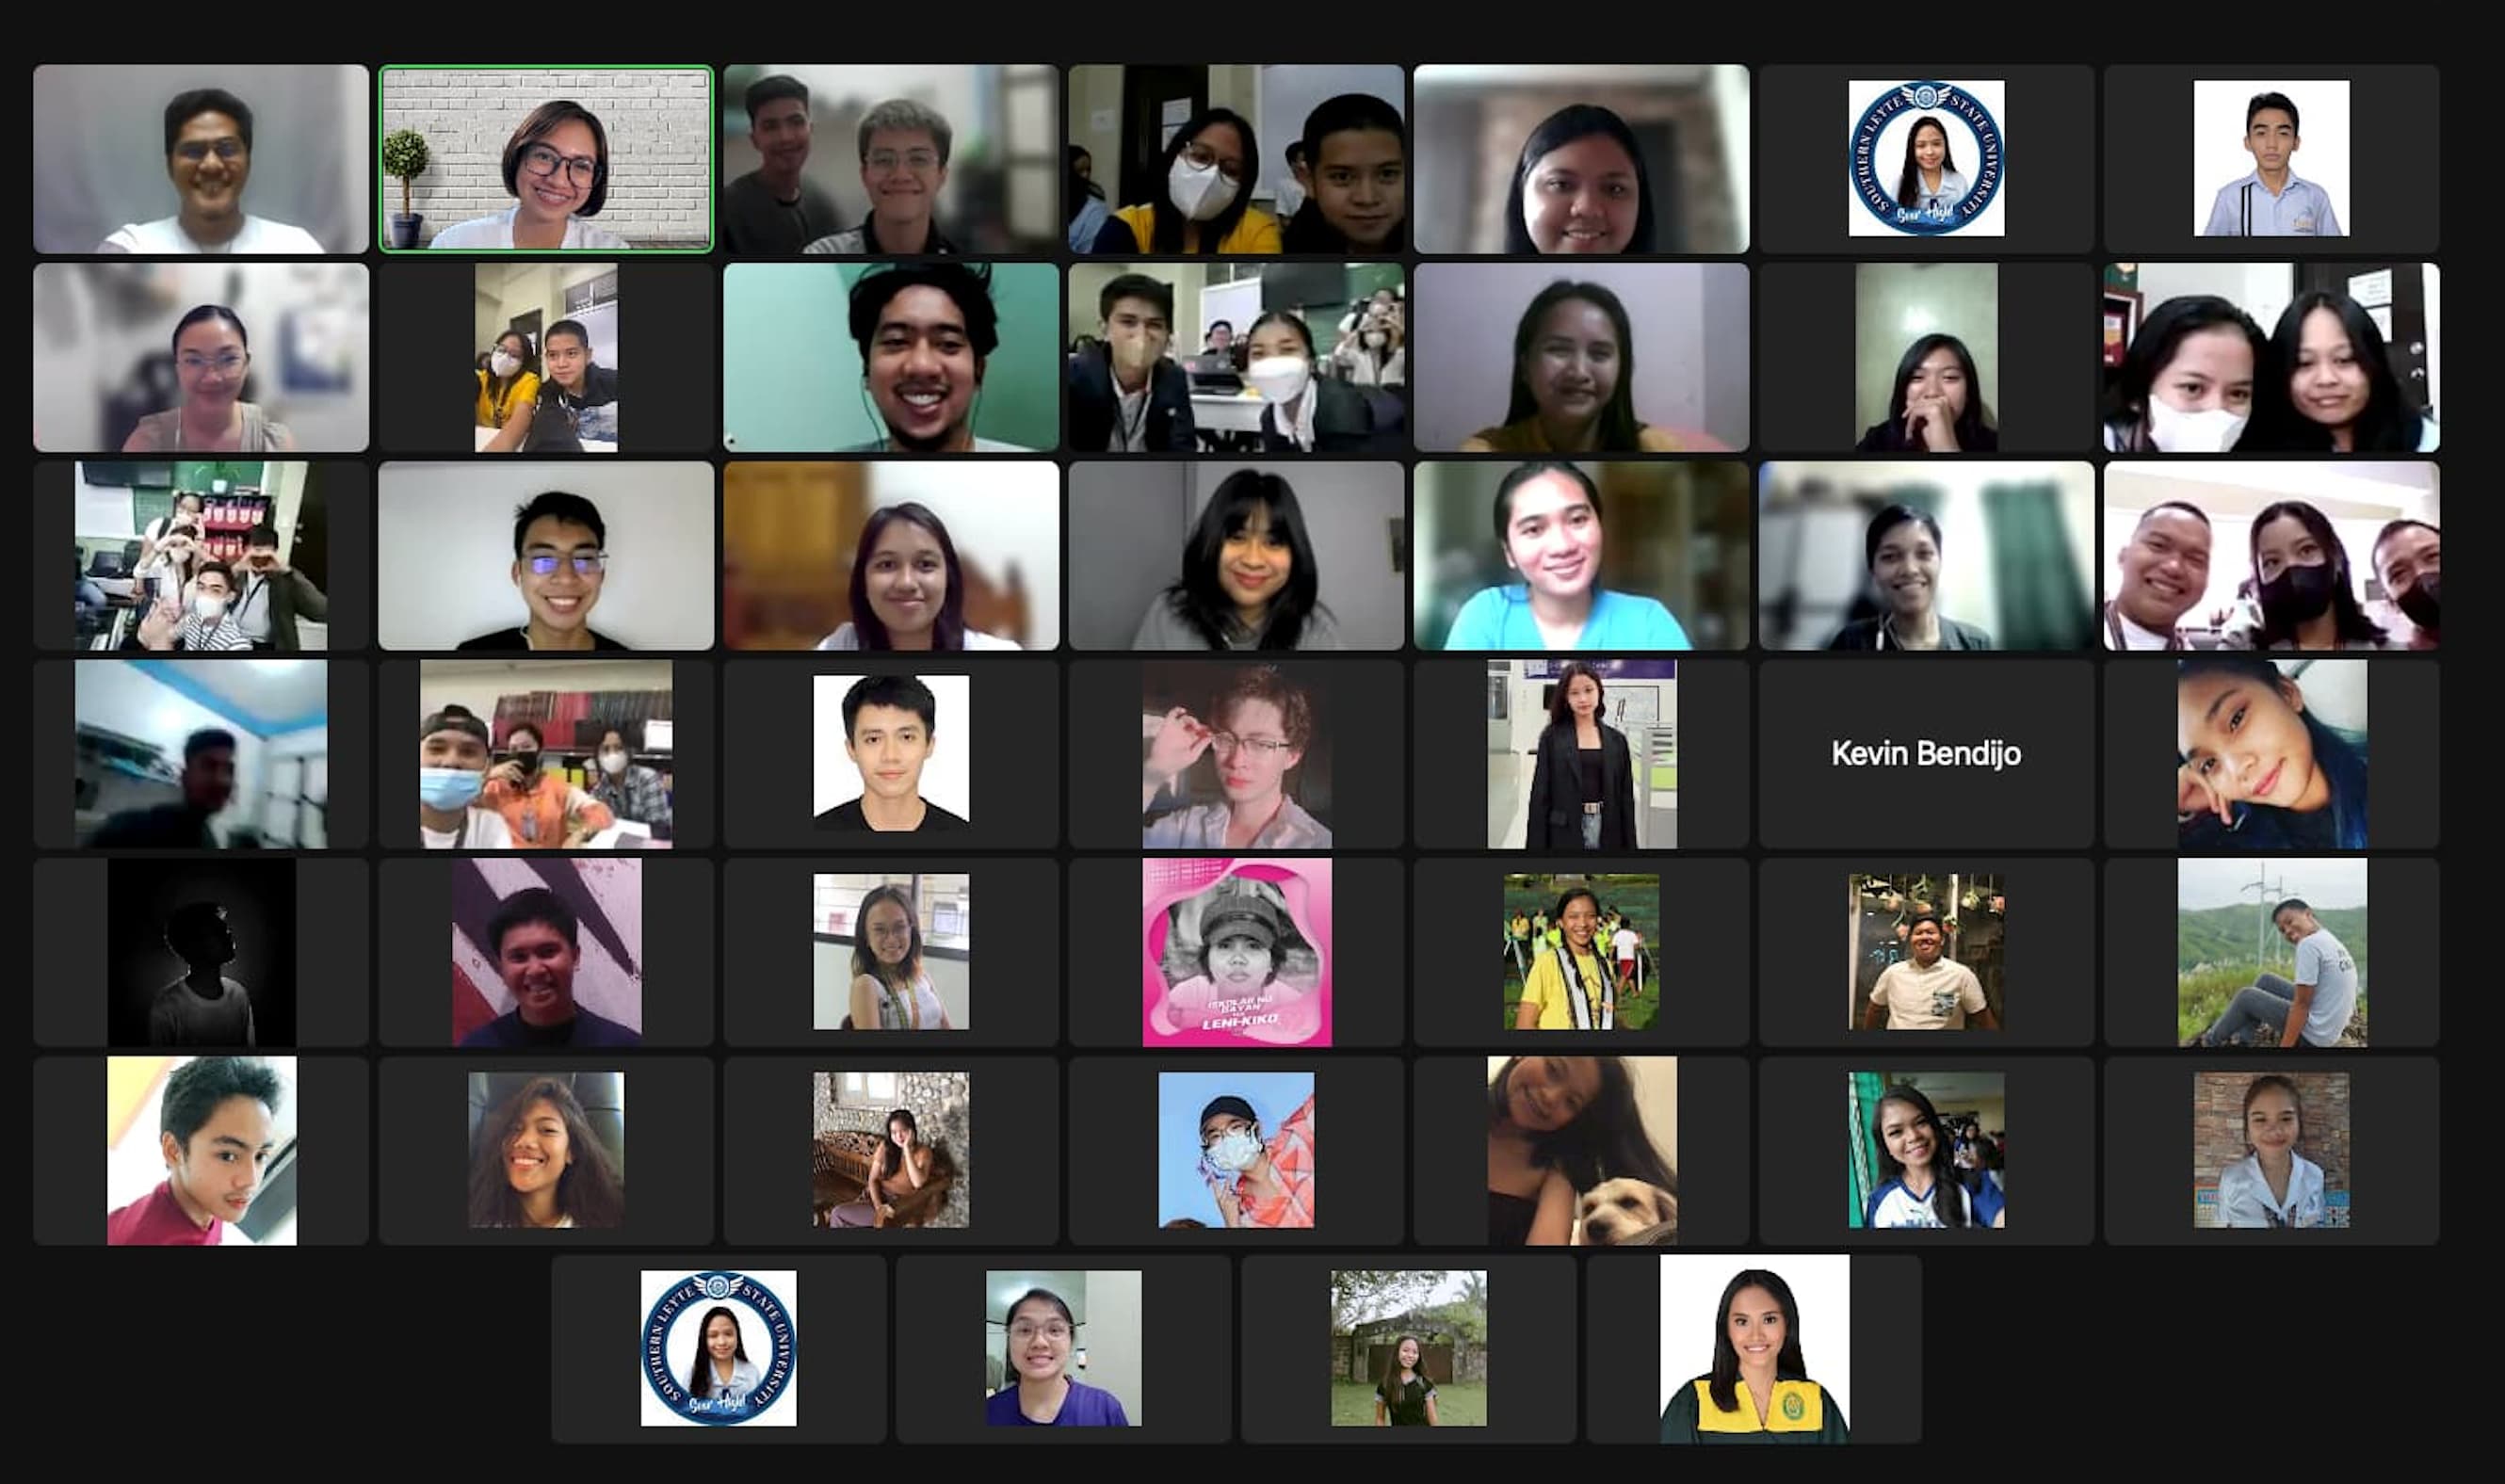 SOUTHERN LEYTE STATE UNIVERSITY
Soar High!
Kevin Bendijo
ISKOLAR NG
BAYAN
LENI-KIKO
SOUTHERN LEYTE STATE UNIVERSITY
Soar High!